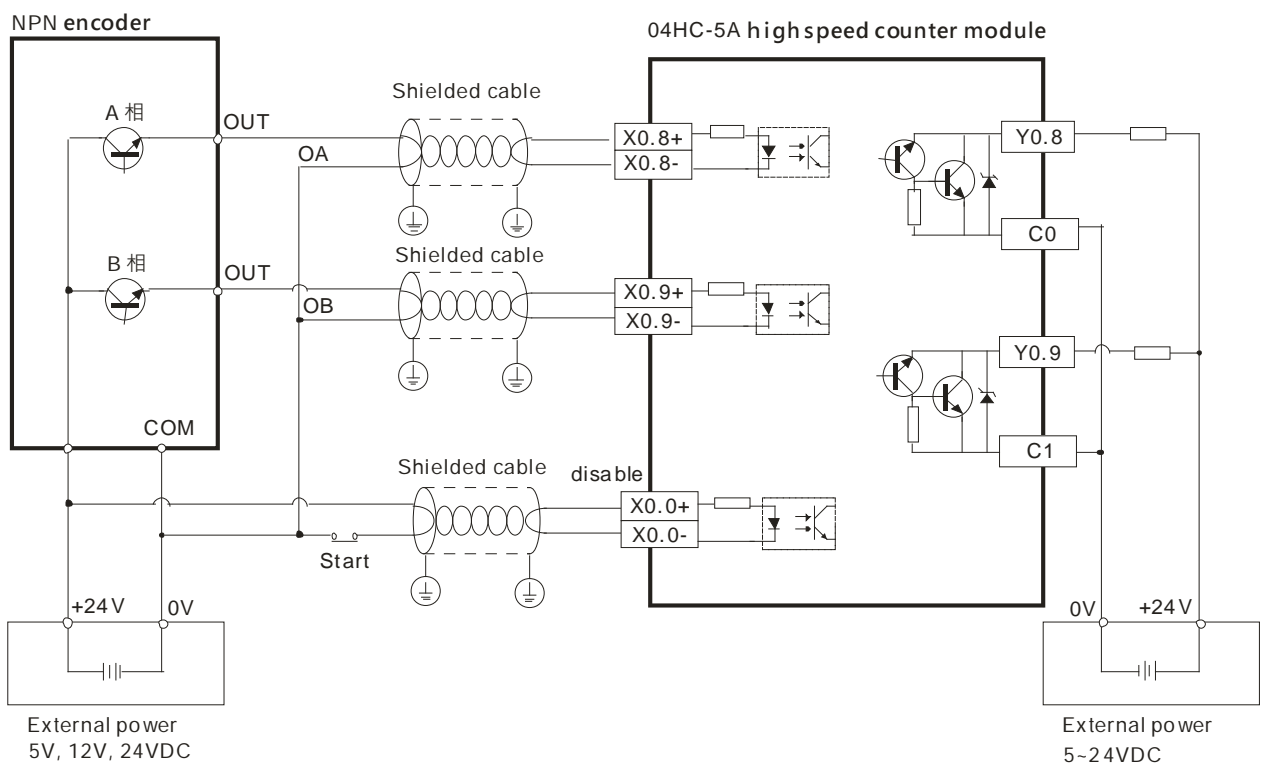 NPN encoder
04HC-5A high speed counter module
Shielded cable
A 相
OUT
OA
X0.8+
X0.8-
Y0.8
C0
Shielded cable
B 相
OUT
OB
X0.9+
X0.9-
Y0.9
C1
COM
Shielded cable
disable
X0.0+
X0.0-
Start
+24V
0V
0V
+24V
External power
5V, 12V, 24VDC
External power
5~24VDC